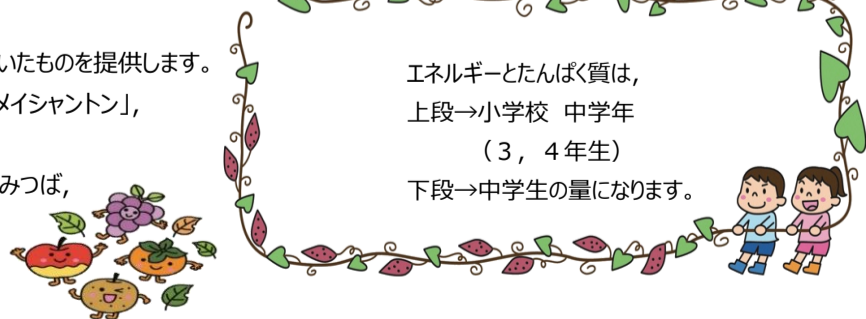 いたものを提供します。
メイシャントン」,
みつば,
エネルギーとたんぱく質は,
上段→小学校 中学年
（３，４年生）
下段→中学生の量になります。